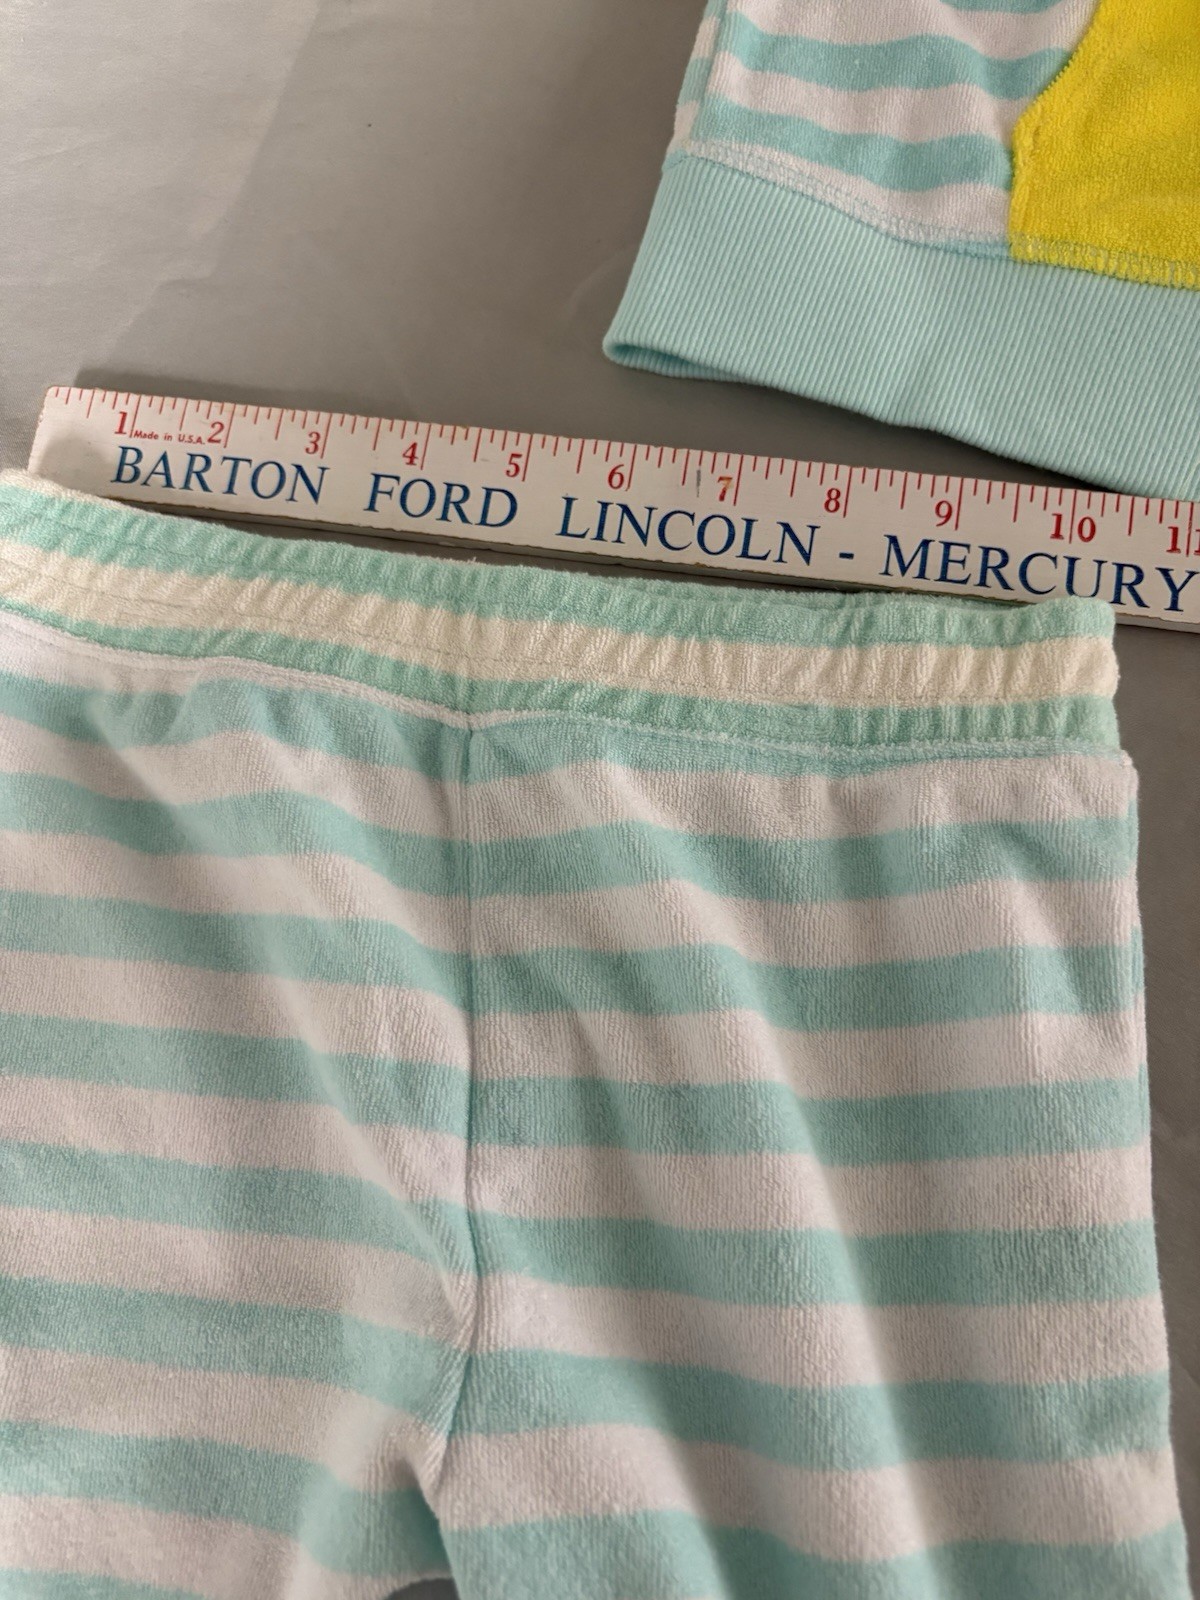 1 2 3 4 5 6 7 8 9 10 11
Made in U.S.A.
BARTON FORD LINCOLN - MERCURY